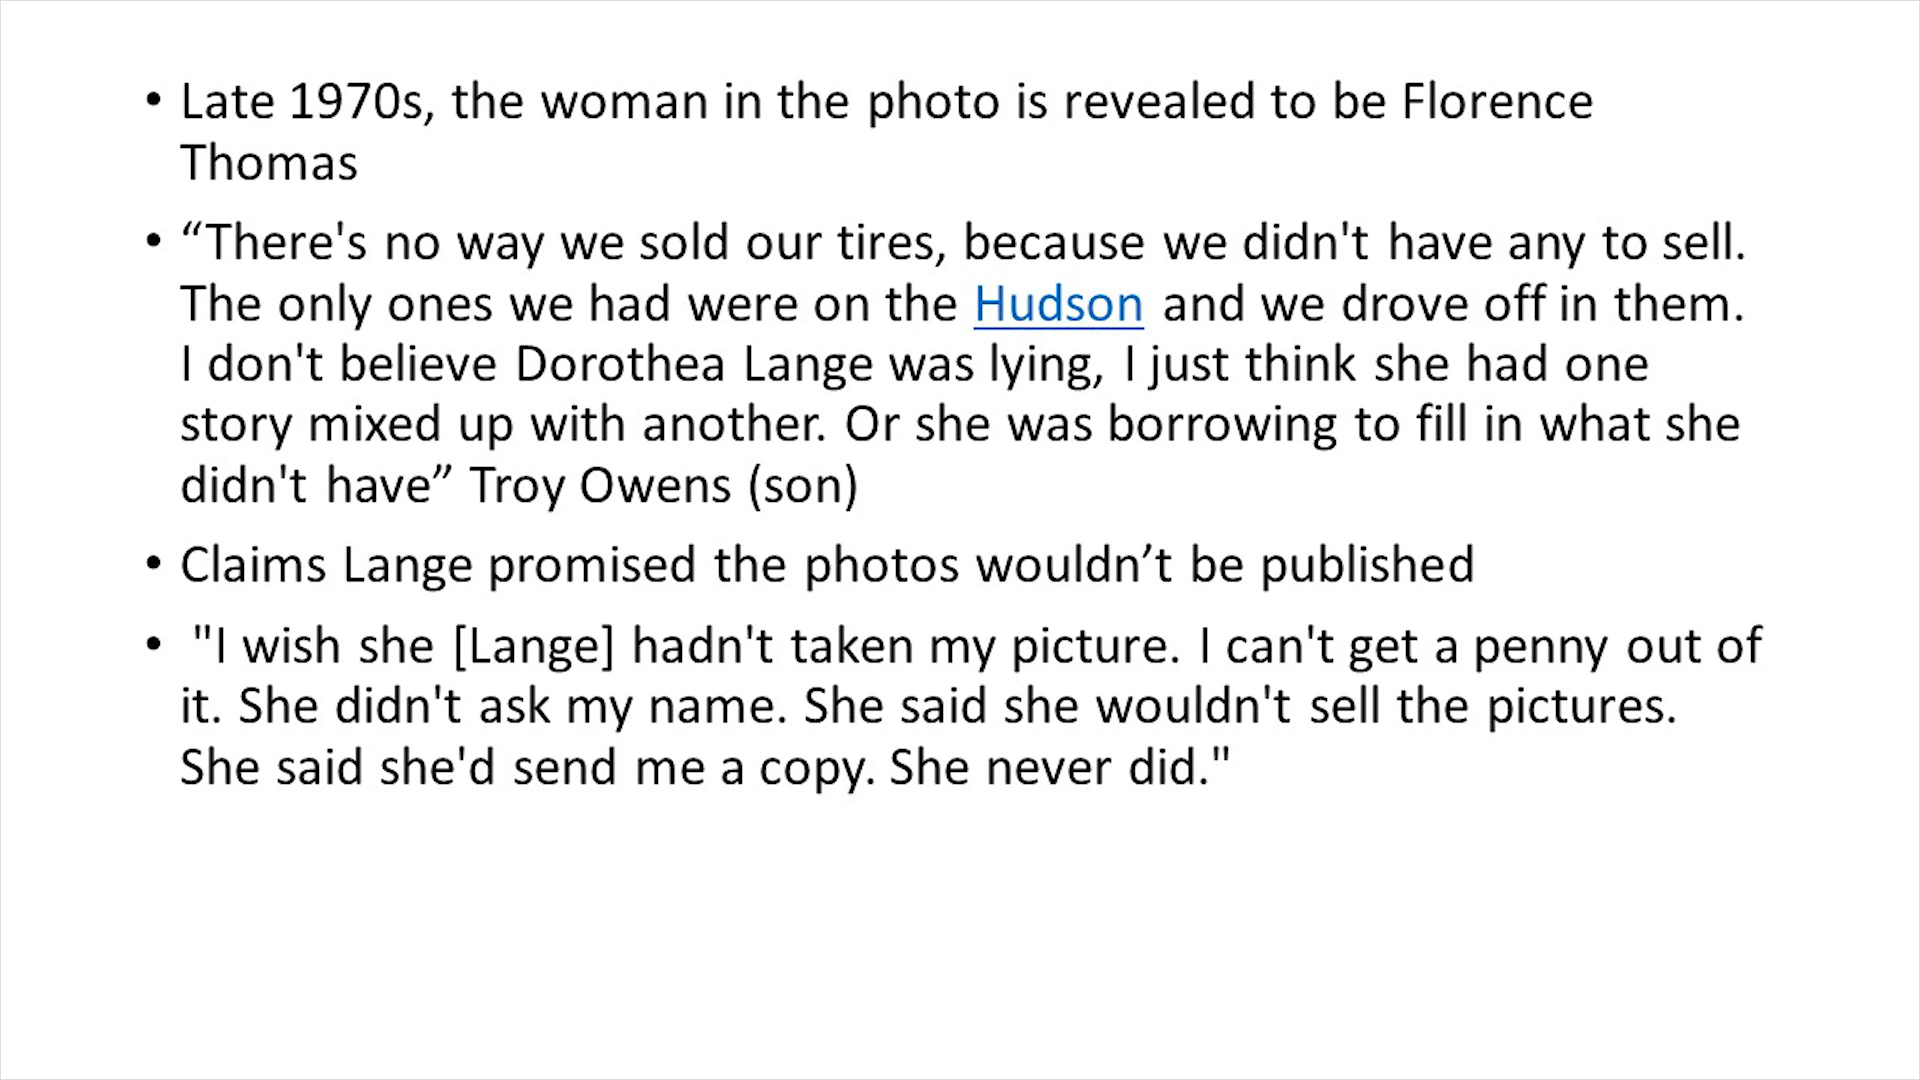 • Late 1970s, the woman in the photo is revealed to be Florence
Thomas
• “There's no way we sold our tires, because we didn't have any to sell.
The only ones we had were on the Hudson and we drove off in them.
I don't believe Dorothea Lange was lying, I just think she had one
story mixed up with another. Or she was borrowing to fill in what she
didn't have” Troy Owens (son)
• Claims Lange promised the photos wouldn’t be published
• "I wish she [Lange] hadn't taken my picture. I can't get a penny out of
it. She didn't ask my name. She said she wouldn't sell the pictures.
She said she'd send me a copy. She never did."